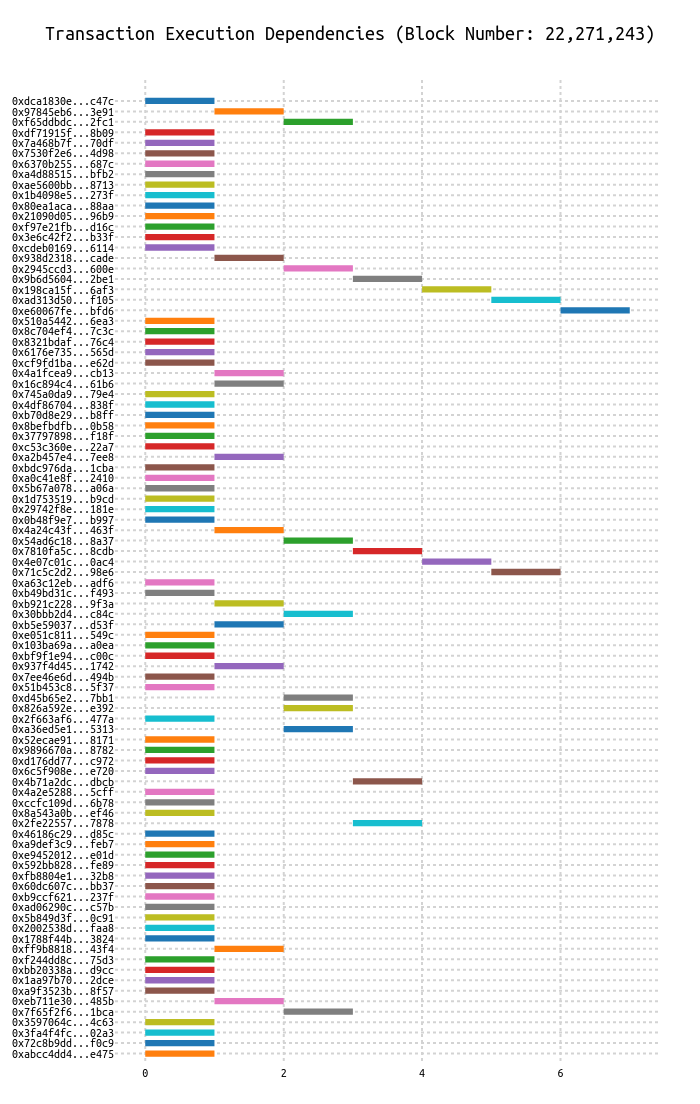 Transaction Execution Dependencies (Block Number: 22,271,243)
0xdca1830e...c47c
0x97845eb6...3e91
0xf65ddbdc...2fc1
0xdf71915f...8b09
0x7a468b7f...70df
0x7530f2e6...4d98
0x6370b255...687c
0xa4d88515...bfb2
0xae5600bb...8713
0x1b4098e5...273f
0x80ea1aca...88aa
0x21090d05...96b9
0xf97e21fb...d16c
0x3e6c42f2...b33f
0xcdeb0169...6114
0x938d2318...cade
0x2945ccd3...600e
0x9b6d5604...2be1
0x198ca15f...6af3
0xad313d50...f105
0xe60067fe...bfd6
0x510a5442...6ea3
0x8c704ef4...7c3c
0x8321bdaf...76c4
0x6176e735...565d
0xcf9fd1ba...e62d
0x4a1fcea9...cb13
0x16c894c4...61b6
0x745a0da9...79e4
0x4df86704...838f
0xb70d8e29...b8ff
0x8befbdfb...0b58
0x37797898...f18f
0xc53c360e...22a7
0xa2b457e4...7ee8
0xbdc976da...1cba
0xa0c41e8f...2410
0x5b67a078...a06a
0x1d753519...b9cd
0x29742f8e...181e
0x0b48f9e7...b997
0x4a24c43f...463f
0x54ad6c18...8a37
0x7810fa5c...8cdb
0x4e07c01c...0ac4
0x71c5c2d2...98e6
0xa63c12eb...adf6
0xb49bd31c...f493
0xb921c228...9f3a
0x30bbb2d4...c84c
0xb5e59037...d53f
0xe051c811...549c
0x103ba69a...a0ea
0xbf9f1e94...c00c
0x937f4d45...1742
0x7ee46e6d...494b
0x51b453c8...5f37
0xd45b65e2...7bb1
0x826a592e...e392
0x2f663af6...477a
0xa36ed5e1...5313
0x52ecae91...8171
0x9896670a...8782
0xd176dd77...c972
0x6c5f908e...e720
0x4b71a2dc...dbcb
0x4a2e5288...5cff
0xccfc109d...6b78
0x8a543a0b...ef46
0x2fe22557...7878
0x46186c29...d85c
0xa9def3c9...feb7
0xe9452012...e01d
0x592bb828...fe89
0xfb8804e1...32b8
0x60dc607c...bb37
0xb9ccf621...237f
0xad06290c...c57b
0x5b849d3f...0c91
0x2002538d...faa8
0x1788f44b...3824
0xff9b8818...43f4
0xf244dd8c...75d3
0xbb20338a...d9cc
0x1aa97b70...2dce
0xa9f3523b...8f57
0xeb711e30...485b
0x7f65f2f6...1bca
0x3597064c...4c63
0x3fa4f4fc...02a3
0x72c8b9dd...f0c9
0xabcc4dd4...e475
0 2 4 6